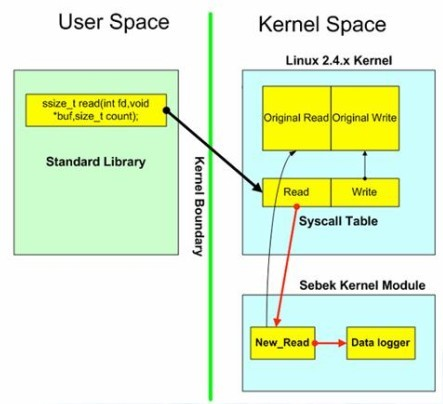 User Space
Kernel Space
Linux 2.4.x Kernel
ssize_t read(int fd,void
*buf,size_t count);
Standard Library
Kernel Boundary
Original Read
Original Write
Read
Write
Syscall Table
Sebek Kernel Module
New_Read
Data logger